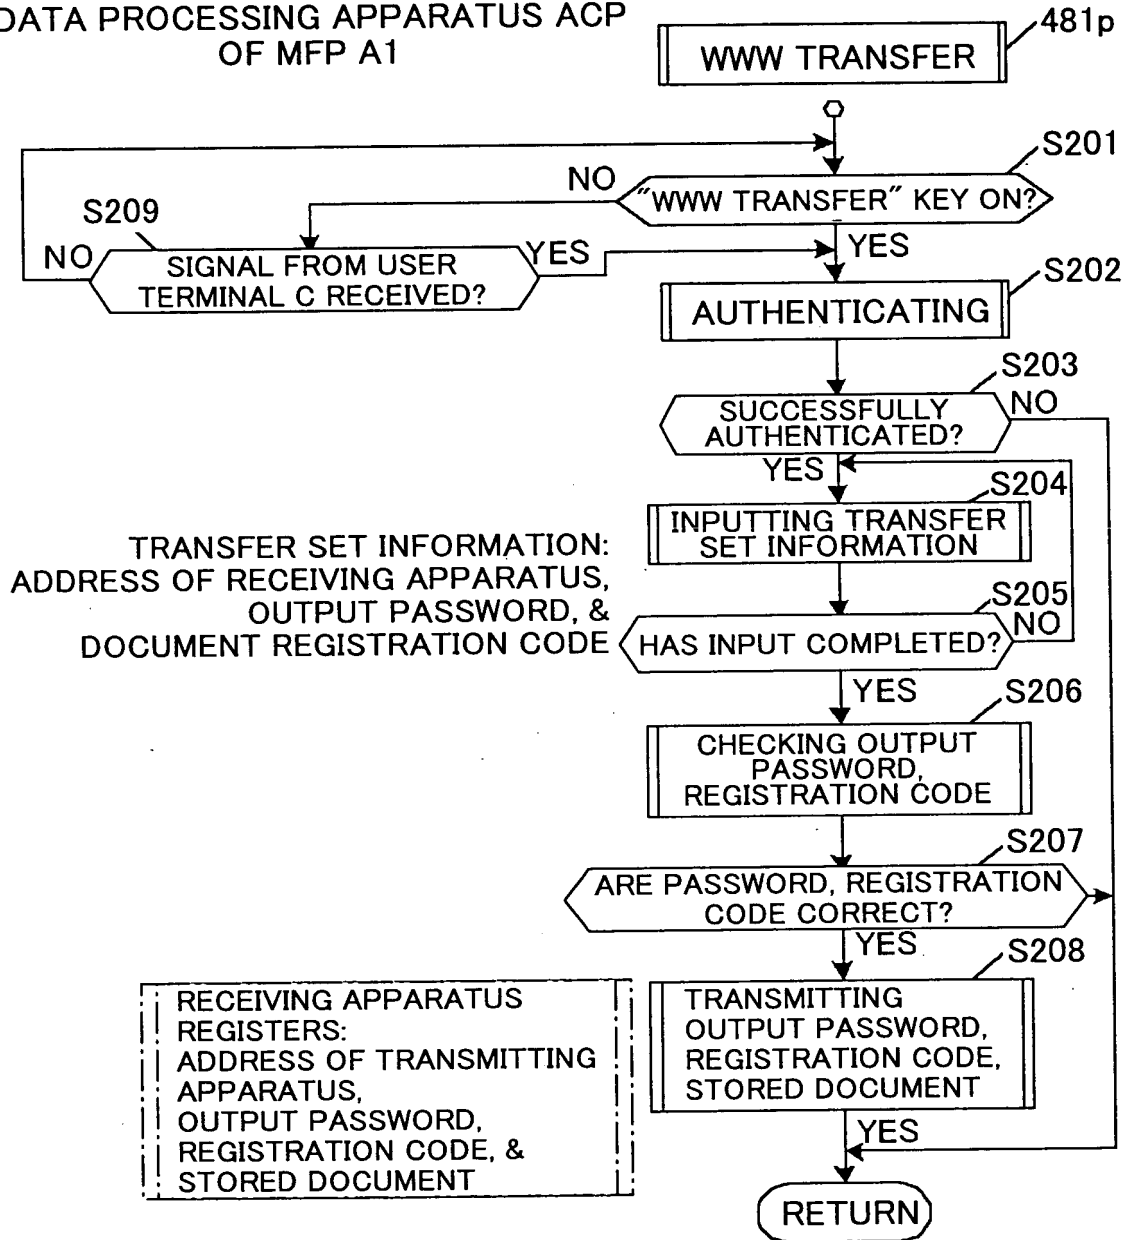 DATA PROCESSING APPARATUS ACP
OF MFP A1
481p
WWW TRANSFER
S201
NO
"WWW TRANSFER" KEY ON?
S209
NO
YES
YES
SIGNAL FROM USER
TERMINAL C RECEIVED?
S202
AUTHENTICATING
S203
SUCCESSFULLY
AUTHENTICATED?
NO
YES
S204
INPUTTING TRANSFER
SET INFORMATION
TRANSFER SET INFORMATION:
ADDRESS OF RECEIVING APPARATUS,
OUTPUT PASSWORD, &
DOCUMENT REGISTRATION CODE
S205
NO
HAS INPUT COMPLETED?
YES
S206
CHECKING OUTPUT
PASSWORD,
REGISTRATION CODE
S207
ARE PASSWORD, REGISTRATION
CODE CORRECT?
YES
S208
RECEIVING APPARATUS
REGISTERS:
ADDRESS OF TRANSMITTING
APPARATUS,
OUTPUT PASSWORD,
REGISTRATION CODE, &
STORED DOCUMENT
TRANSMITTING
OUTPUT PASSWORD,
REGISTRATION CODE,
STORED DOCUMENT
YES
RETURN